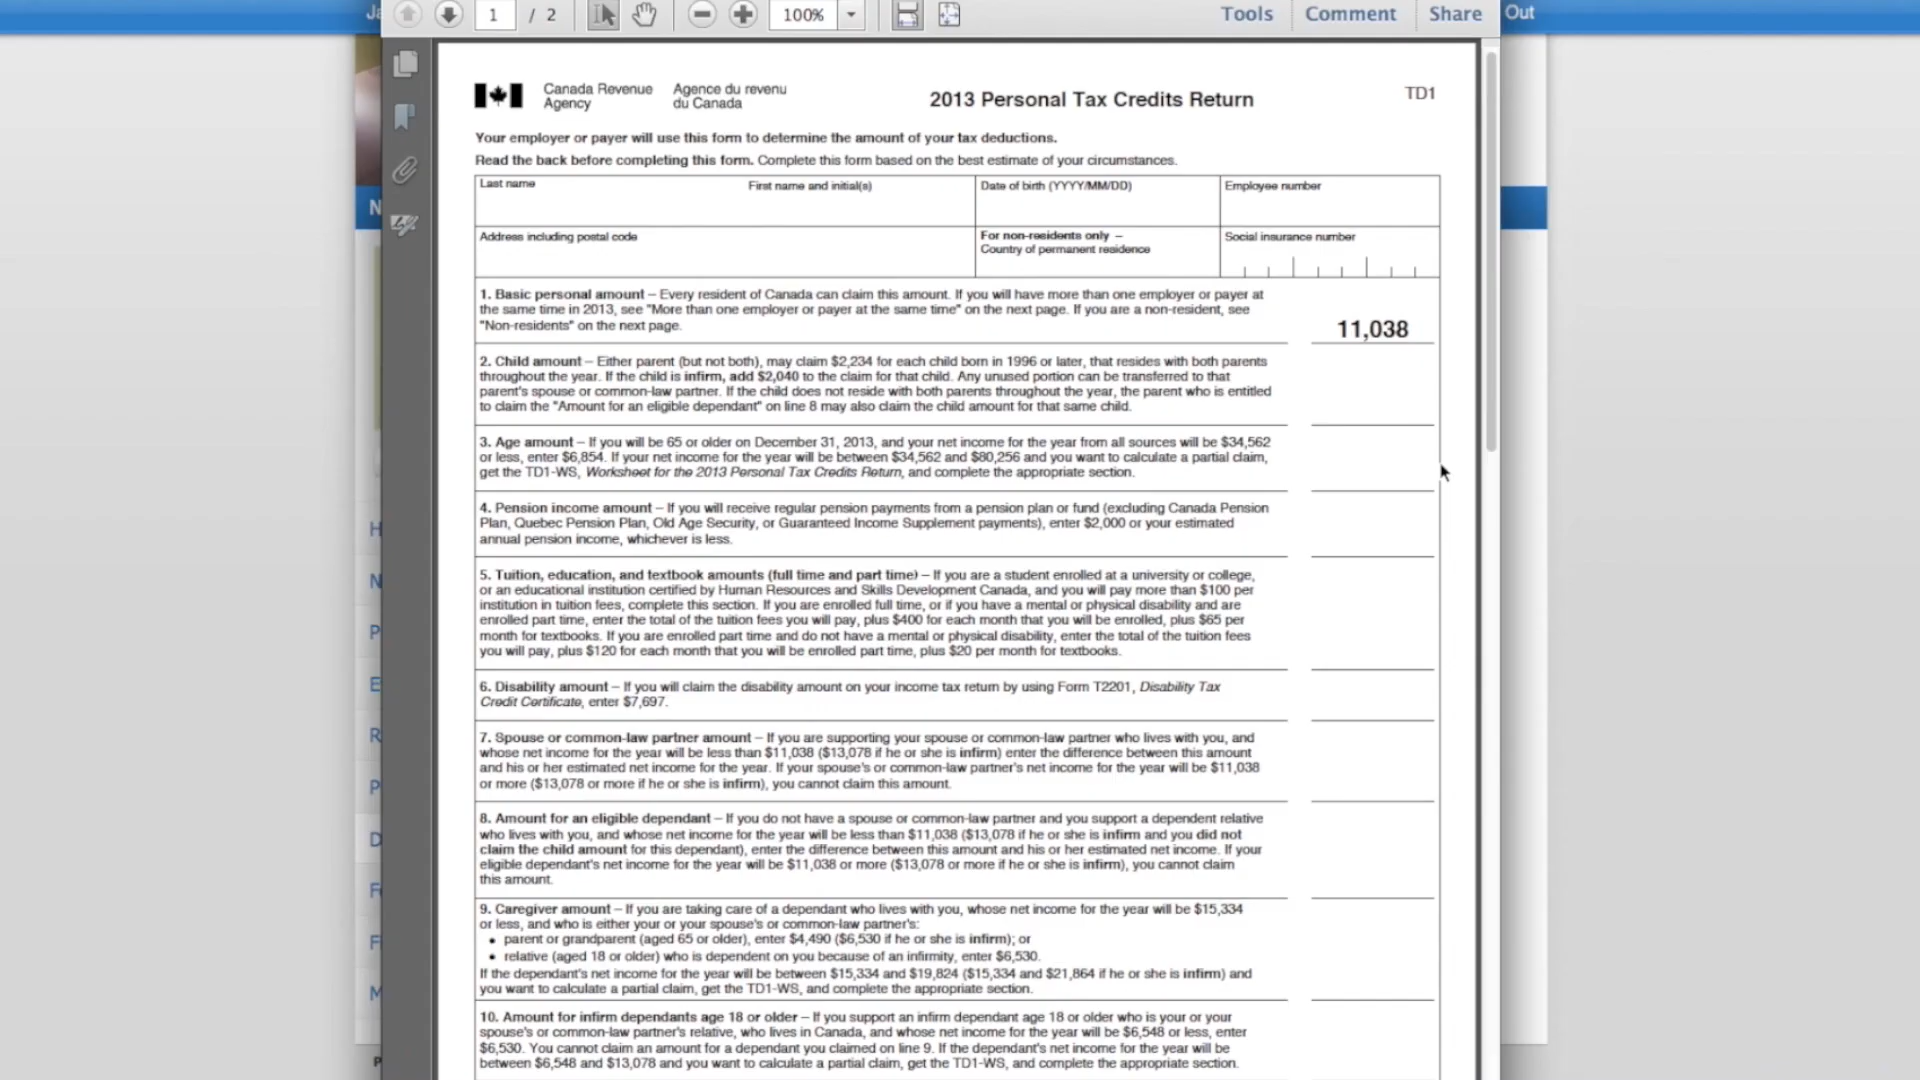 1 / 2 100% Tools Comment Share Out
Canada Revenue Agence du revenu
Agency du Canada
2013 Personal Tax Credits Return
TD1
Your employer or payer will use this form to determine the amount of your tax deductions.
Read the back before completing this form. Complete this form based on the best estimate of your circumstances.
Last name First name and initial(s) Date of birth (YYYY/MM/DD) Employee number
Address including postal code For non-residents only – Social insurance number
Country of permanent residence
1. Basic personal amount – Every resident of Canada can claim this amount. If you will have more than one employer or payer at
the same time in 2013, see "More than one employer or payer at the same time" on the next page. If you are a non-resident, see
"Non-residents" on the next page.
11,038
2. Child amount – Either parent (but not both), may claim $2,234 for each child born in 1996 or later, that resides with both parents
throughout the year. If the child is infirm, add $2,040 to the claim for that child. Any unused portion can be transferred to that
parent's spouse or common-law partner. If the child does not reside with both parents throughout the year, the parent who is entitled
to claim the "Amount for an eligible dependant" on line 8 may also claim the child amount for that same child.
3. Age amount – If you will be 65 or older on December 31, 2013, and your net income for the year from all sources will be $34,562
or less, enter $6,854. If your net income for the year will be between $34,562 and $80,256 and you want to calculate a partial claim,
get the TD1-WS, Worksheet for the 2013 Personal Tax Credits Return, and complete the appropriate section.
4. Pension income amount – If you will receive regular pension payments from a pension plan or fund (excluding Canada Pension
Plan, Quebec Pension Plan, Old Age Security, or Guaranteed Income Supplement payments), enter $2,000 or your estimated
annual pension income, whichever is less.
5. Tuition, education, and textbook amounts (full time and part time) – If you are a student enrolled at a university or college,
or an educational institution certified by Human Resources and Skills Development Canada, and you will pay more than $100 per
institution in tuition fees, complete this section. If you are enrolled full time, or if you have a mental or physical disability and are
enrolled part time, enter the total of the tuition fees you will pay, plus $400 for each month that you will be enrolled, plus $65 per
month for textbooks. If you are enrolled part time and do not have a mental or physical disability, enter the total of the tuition fees
you will pay, plus $120 for each month that you will be enrolled part time, plus $20 per month for textbooks.
6. Disability amount – If you will claim the disability amount on your income tax return by using Form T2201, Disability Tax
Credit Certificate, enter $7,697.
7. Spouse or common-law partner amount – If you are supporting your spouse or common-law partner who lives with you, and
whose net income for the year will be less than $11,038 ($13,078 if he or she is infirm) enter the difference between this amount
and his or her estimated net income for the year. If your spouse's or common-law partner's net income for the year will be $11,038
or more ($13,078 or more if he or she is infirm), you cannot claim this amount.
8. Amount for an eligible dependant – If you do not have a spouse or common-law partner and you support a dependent relative
who lives with you, and whose net income for the year will be less than $11,038 ($13,078 if he or she is infirm and you did not
claim the child amount for this dependant), enter the difference between this amount and his or her estimated net income. If your
eligible dependant's net income for the year will be $11,038 or more ($13,078 or more if he or she is infirm), you cannot claim
this amount.
9. Caregiver amount – If you are taking care of a dependant who lives with you, whose net income for the year will be $15,334
or less, and who is either your or your spouse's or common-law partner's:
• parent or grandparent (aged 65 or older), enter $4,490 ($6,530 if he or she is infirm); or
• relative (aged 18 or older) who is dependent on you because of an infirmity, enter $6,530.
If the dependant's net income for the year will be between $15,334 and $19,824 ($15,334 and $21,864 if he or she is infirm) and
you want to calculate a partial claim, get the TD1-WS, and complete the appropriate section.
10. Amount for infirm dependants age 18 or older – If you support an infirm dependant age 18 or older who is your or your
spouse's or common-law partner's relative, who lives in Canada, and whose net income for the year will be $6,548 or less, enter
$6,530. You cannot claim an amount for a dependant you claimed on line 9. If the dependant's net income for the year will be
between $6,548 and $13,078 and you want to calculate a partial claim, get the TD1-WS, and complete the appropriate section.